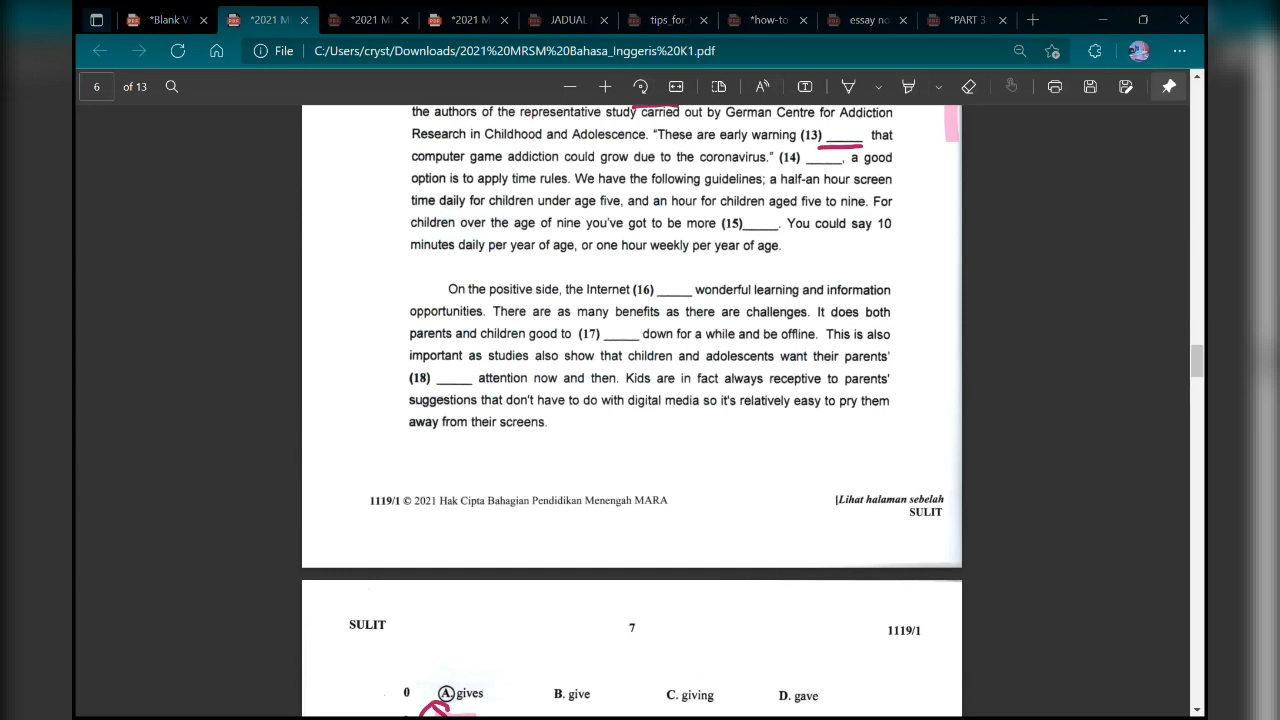 *Blank Vi
*2021 MI
*2021 MI
*2021 M
JADUAL
tips_for_
*how-to
essay no
*PART 3
File C:/Users/cryst/Downloads/2021%20MRSM%20Bahasa_Inggeris%20K1.pdf
6 of 13
the authors of the representative study carried out by German Centre for Addiction
Research in Childhood and Adolescence. “These are early warning (13) _____ that
computer game addiction could grow due to the coronavirus.” (14) _____, a good
option is to apply time rules. We have the following guidelines; a half-an hour screen
time daily for children under age five, and an hour for children aged five to nine. For
children over the age of nine you've got to be more (15)_____. You could say 10
minutes daily per year of age, or one hour weekly per year of age.
On the positive side, the Internet (16) _____ wonderful learning and information
opportunities. There are as many benefits as there are challenges. It does both
parents and children good to (17) _____ down for a while and be offline. This is also
important as studies also show that children and adolescents want their parents'
(18) _____ attention now and then. Kids are in fact always receptive to parents'
suggestions that don't have to do with digital media so it's relatively easy to pry them
away from their screens.
1119/1 © 2021 Hak Cipta Bahagian Pendidikan Menengah MARA
[Lihat halaman sebelah
SULIT
SULIT 7 1119/1
0 A. gives B. give C. giving D. gave